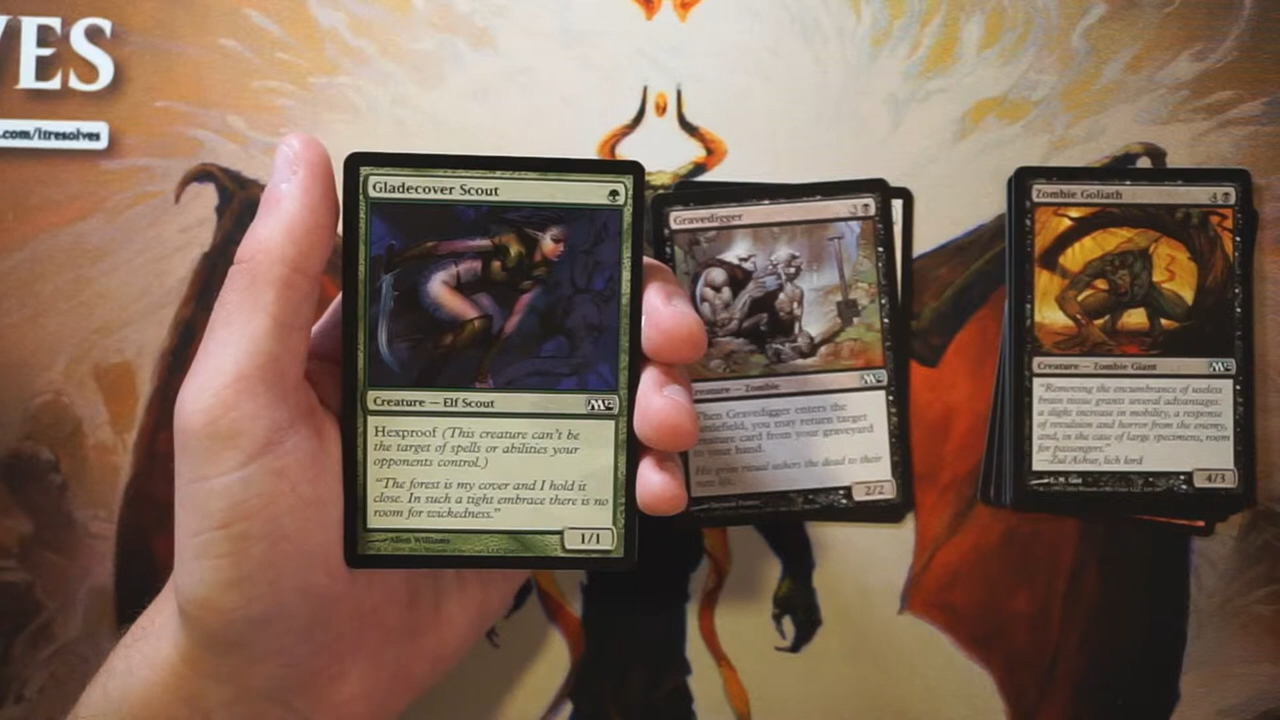 VES
.com/itresolves
Gladecover Scout
Creature — Elf Scout
M12
Hexproof (This creature can't be
the target of spells or abilities your
opponents control.)
"The forest is my cover and I hold it
close. In such a tight embrace there is no
room for wickedness."
Allen Williams
1/1
Gravedigger
3
reature — Zombie
When Gravedigger enters the
battlefield, you may return target
creature card from your graveyard
to your hand.
His grim ritual ushers the dead to their
2/2
Zombie Goliath
4
Creature — Zombie Giant
M12
"Removing the encumbrance of useless
brain tissue grants several advantages:
a slight increase in mobility, a response
of revulsion and horror from the enemy,
and, in the case of large specimens, room
for passengers."
—Zul Ashur, lich lord
4/3